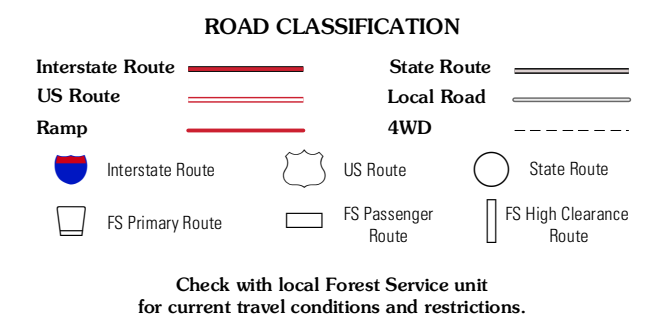 ROAD CLASSIFICATION
Interstate Route
State Route
US Route
Local Road
Ramp
4WD
Interstate Route
US Route
State Route
FS Primary Route
FS Passenger
Route
FS High Clearance
Route
Check with local Forest Service unit
for current travel conditions and restrictions.